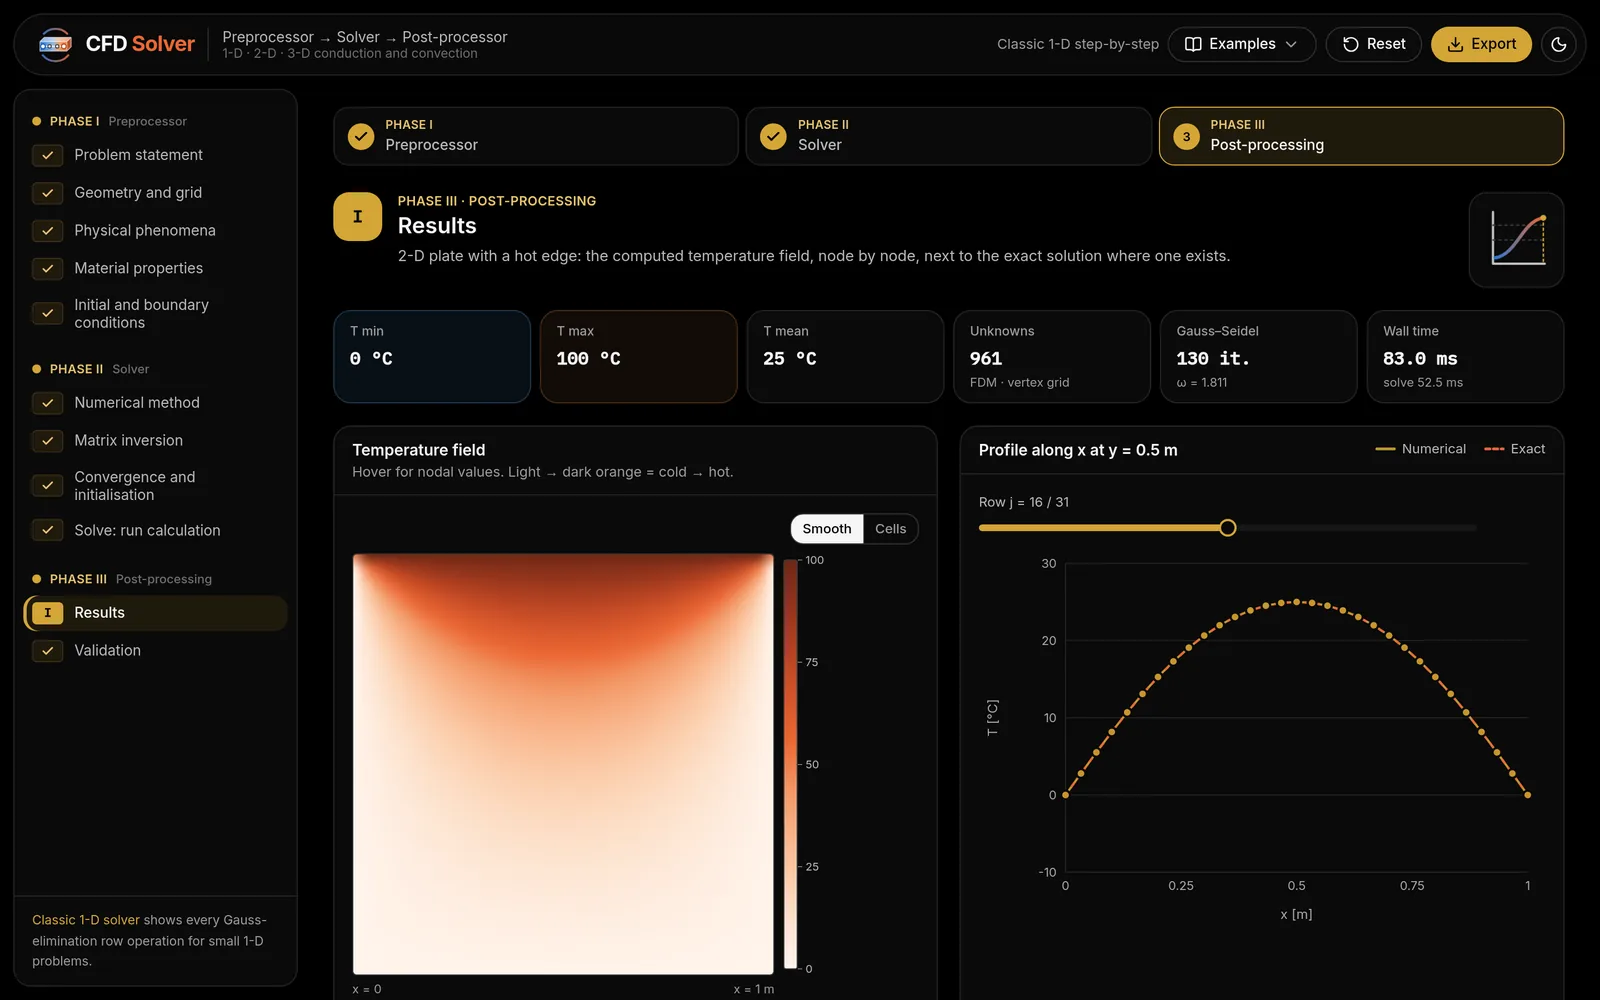 CFD Solver
Preprocessor → Solver → Post-processor
1-D · 2-D · 3-D conduction and convection
Classic 1-D step-by-step
Examples
Reset
Export
PHASE I Preprocessor
Problem statement
Geometry and grid
Physical phenomena
Material properties
Initial and boundary
conditions
PHASE II Solver
Numerical method
Matrix inversion
Convergence and
initialisation
Solve: run calculation
PHASE III Post-processing
I Results
Validation
Classic 1-D solver shows every Gauss-
elimination row operation for small 1-D
problems.
PHASE I
Preprocessor
PHASE II
Solver
3
PHASE III
Post-processing
I
PHASE III · POST-PROCESSING
Results
2-D plate with a hot edge: the computed temperature field, node by node, next to the exact solution where one exists.
T min
0 °C
T max
100 °C
T mean
25 °C
Unknowns
961
FDM · vertex grid
Gauss–Seidel
130 it.
ω = 1.811
Wall time
83.0 ms
solve 52.5 ms
Temperature field
Hover for nodal values. Light → dark orange = cold → hot.
Smooth Cells
100
75
50
25
0
x = 0
x = 1 m
Profile along x at y = 0.5 m
Numerical
Exact
Row j = 16 / 31
30
20
10
0
-10
T [°C]
0 0.25 0.5 0.75 1
x [m]